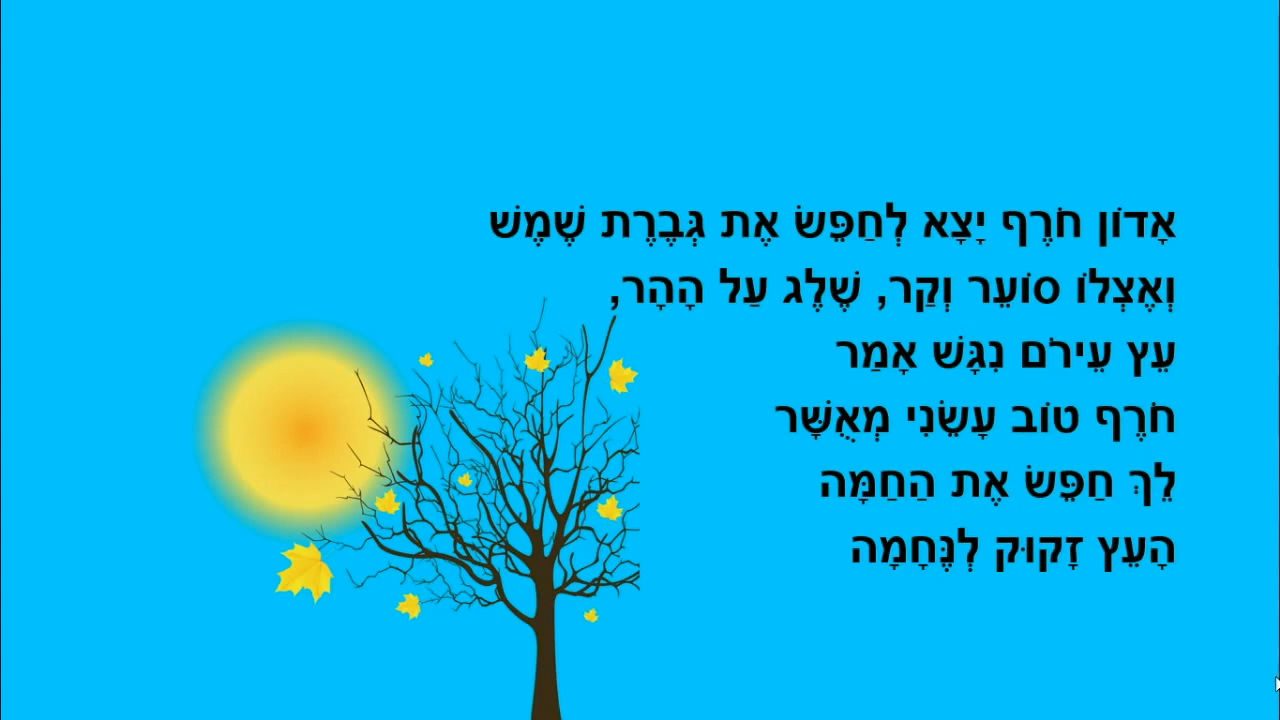 אָדוֹן חֹרֶף יָצָא לְחַפֵּשׂ אֶת גְּבֶרֶת שֶׁמֶשׁ
וְאֶצְלוֹ סוֹעֵר וְקַר, שֶׁלֶג עַל הָהָר,
עֵץ עֵירֹם נִגָּשׁ אָמַר
חֹרֶף טוֹב עָשֵׂנִי מְאֻשָּׁר
לֵךְ חַפֵּשׂ אֶת הַחַמָּה
הָעֵץ זָקוּק לְנֶּחָמָה